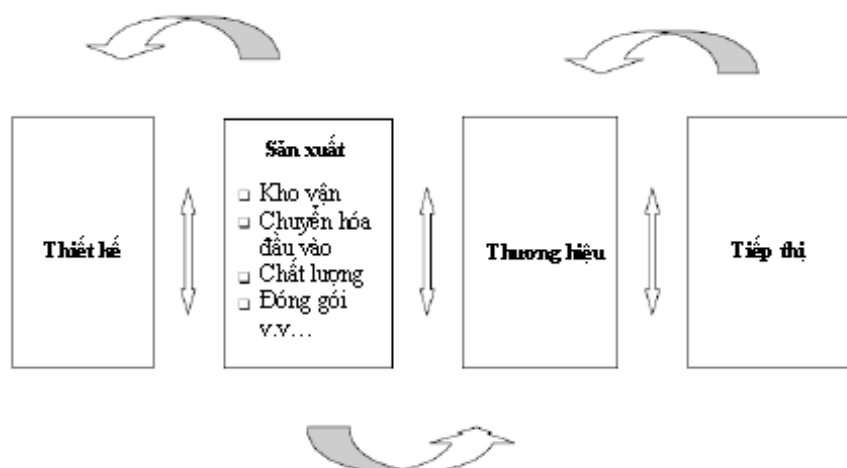 Thiết kế
Sản xuất
❑ Kho vận
❑ Chuyển hóa
đầu vào
❑ Chất lượng
❑ Đóng gói
v.v...
Thương hiệu
Tiếp thị